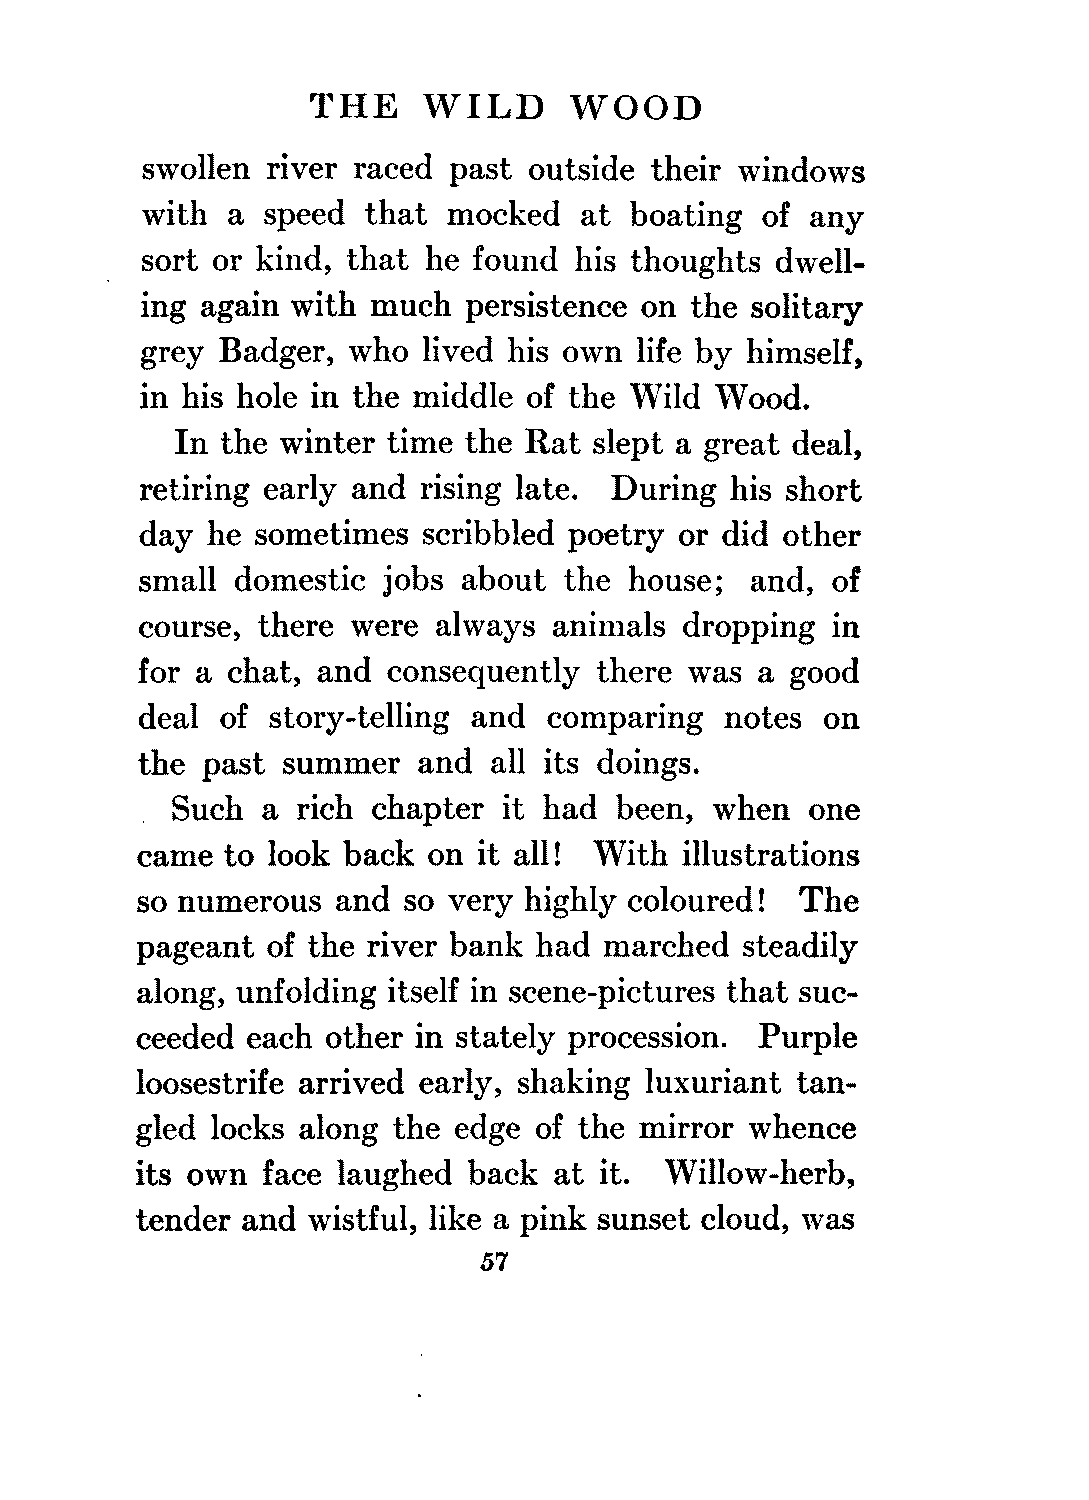 THE WILD WOOD
swollen river raced past outside their windows
with a speed that mocked at boating of any
sort or kind, that he found his thoughts dwell-
ing again with much persistence on the solitary
grey Badger, who lived his own life by himself,
in his hole in the middle of the Wild Wood.
In the winter time the Rat slept a great deal,
retiring early and rising late. During his short
day he sometimes scribbled poetry or did other
small domestic jobs about the house; and, of
course, there were always animals dropping in
for a chat, and consequently there was a good
deal of story-telling and comparing notes on
the past summer and all its doings.
Such a rich chapter it had been, when one
came to look back on it all! With illustrations
so numerous and so very highly coloured! The
pageant of the river bank had marched steadily
along, unfolding itself in scene-pictures that suc-
ceeded each other in stately procession. Purple
loosestrife arrived early, shaking luxuriant tan-
gled locks along the edge of the mirror whence
its own face laughed back at it. Willow-herb,
tender and wistful, like a pink sunset cloud, was
57